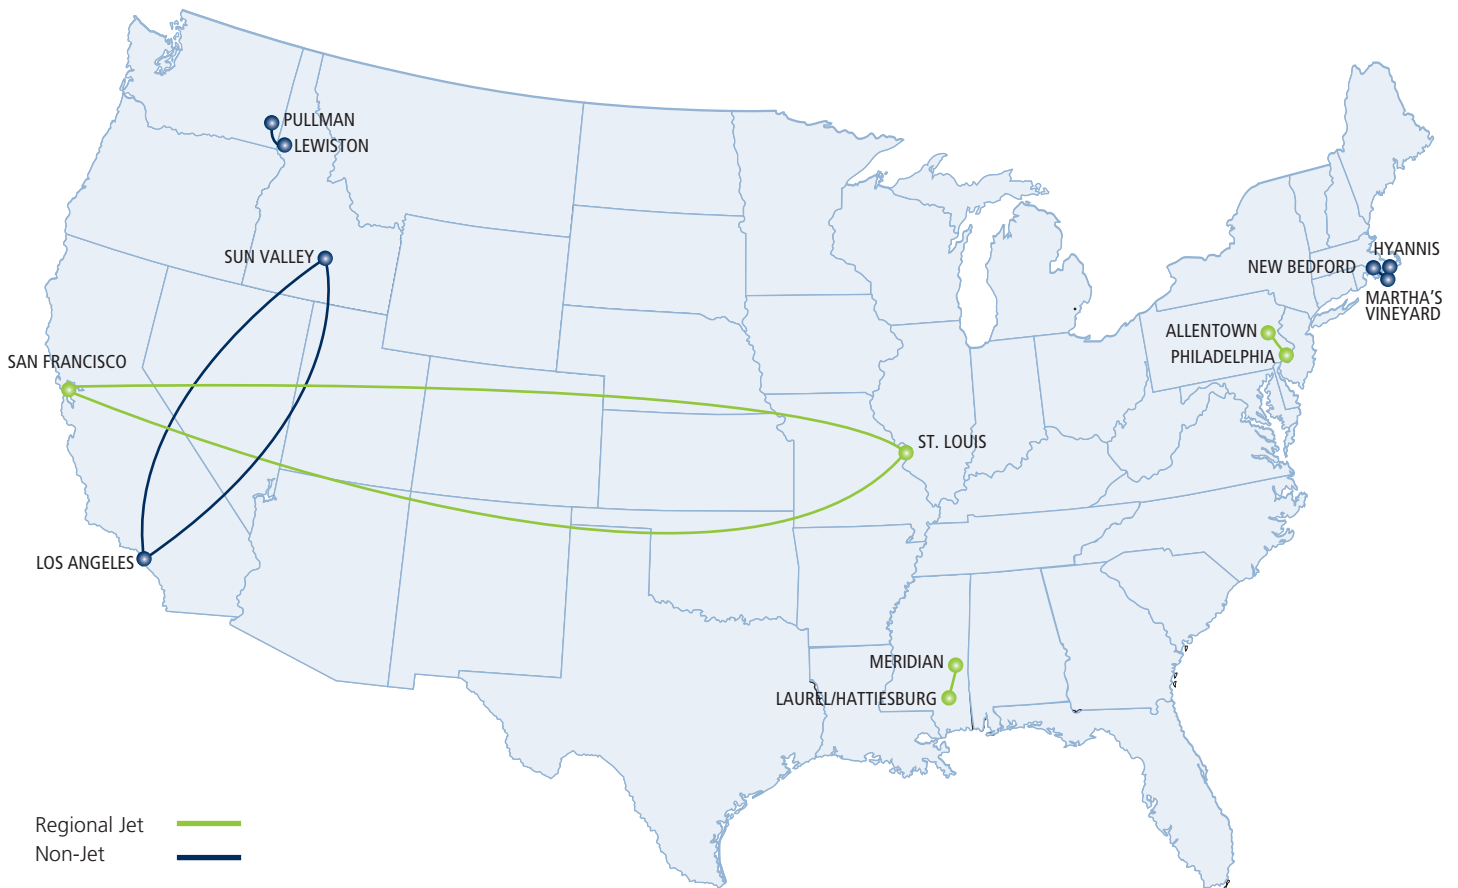 PULLMAN
LEWISTON
SUN VALLEY
HYANNIS
NEW BEDFORD
MARTHA'S
VINEYARD
ALLENTOWN
PHILADELPHIA
SAN FRANCISCO
ST. LOUIS
LOS ANGELES
MERIDIAN
LAUREL/HATTIESBURG
Regional Jet
Non-Jet